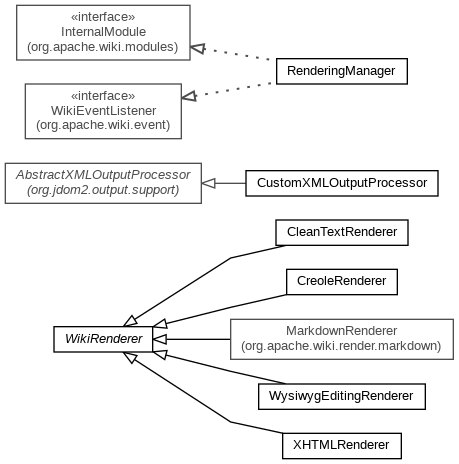 «interface»
InternalModule
(org.apache.wiki.modules)
RenderingManager
«interface»
WikiEventListener
(org.apache.wiki.event)
AbstractXMLOutputProcessor
(org.jdom2.output.support)
CustomXMLOutputProcessor
CleanTextRenderer
CreoleRenderer
WikiRenderer
MarkdownRenderer
(org.apache.wiki.render.markdown)
WysiwygEditingRenderer
XHTMLRenderer